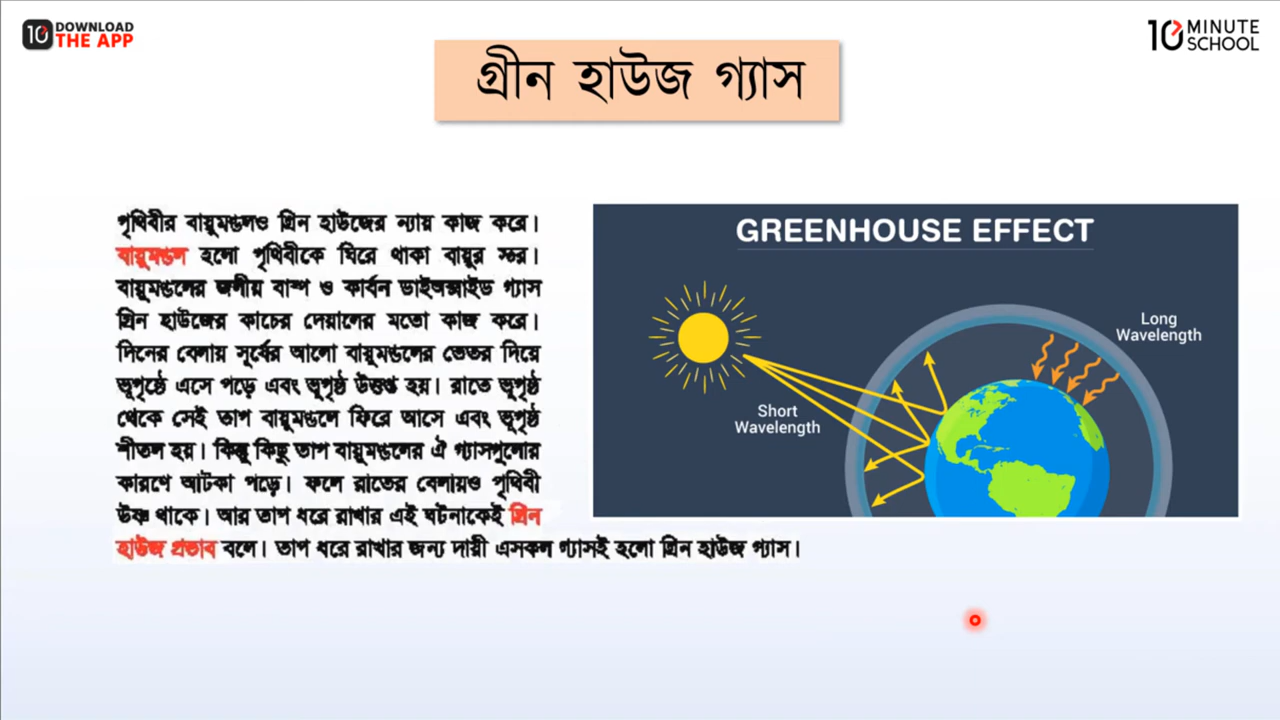 DOWNLOAD
THE APP
10 MINUTE
SCHOOL
গ্রীন হাউজ গ্যাস
পৃথিবীর বায়ুমণ্ডলও গ্রিন হাউজের ন্যায় কাজ করে।
বায়ুমণ্ডল হলো পৃথিবীকে ঘিরে থাকা বায়ুর স্তর।
বায়ুমণ্ডলের জলীয় বাষ্প ও কার্বন ডাইঅক্সাইড গ্যাস
গ্রিন হাউজের কাচের দেয়ালের মতো কাজ করে।
দিনের বেলায় সূর্যের আলো বায়ুমণ্ডলের ভেতর দিয়ে
ভূপৃষ্ঠে এসে পড়ে এবং ভূপৃষ্ঠ উত্তপ্ত হয়। রাতে ভূপৃষ্ঠ
থেকে সেই তাপ বায়ুমণ্ডলে ফিরে আসে এবং ভূপৃষ্ঠ
শীতল হয়। কিন্তু কিছু তাপ বায়ুমণ্ডলের ঐ গ্যাসগুলোর
কারণে আটকা পড়ে। ফলে রাতের বেলায়ও পৃথিবী
উষ্ণ থাকে। আর তাপ ধরে রাখার এই ঘটনাকেই গ্রিন
হাউজ প্রভাব বলে। তাপ ধরে রাখার জন্য দায়ী এসকল গ্যাসই হলো গ্রিন হাউজ গ্যাস।
GREENHOUSE EFFECT
Long
Wavelength
Short
Wavelength